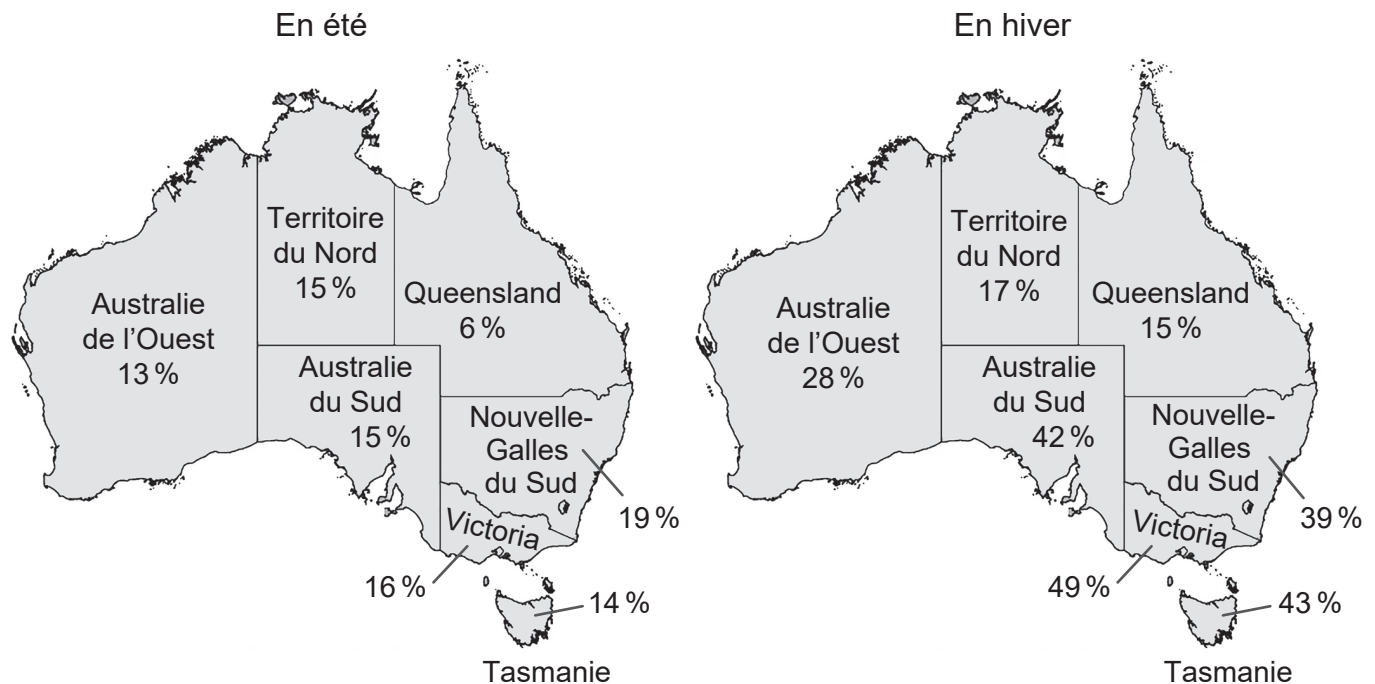 En été
Territoire
du Nord
15 %
Australie
de l’Ouest
13 %
Queensland
6 %
Australie
du Sud
15 %
Nouvelle-
Galles
du Sud
19 %
Victoria
16 %
14 %
Tasmanie
En hiver
Territoire
du Nord
17 %
Australie
de l’Ouest
28 %
Queensland
15 %
Australie
du Sud
42 %
Nouvelle-
Galles
du Sud
39 %
Victoria
49 %
43 %
Tasmanie